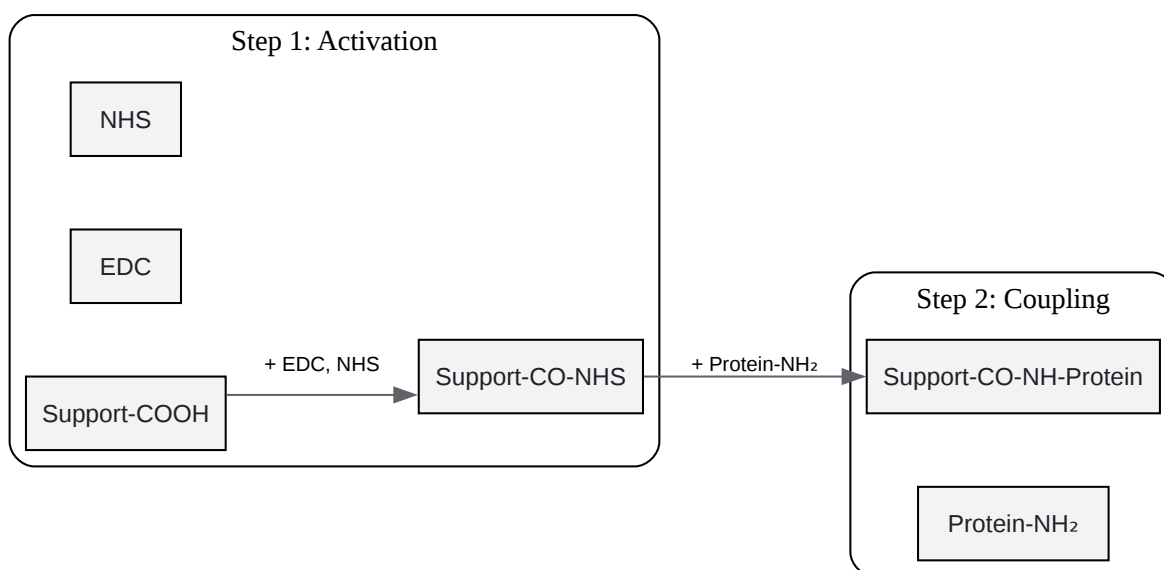 Step 1: Activation
NHS
EDC
Support-COOH
+ EDC, NHS
Support-CO-NHS
+ Protein-NH₂
Step 2: Coupling
Support-CO-NH-Protein
Protein-NH₂